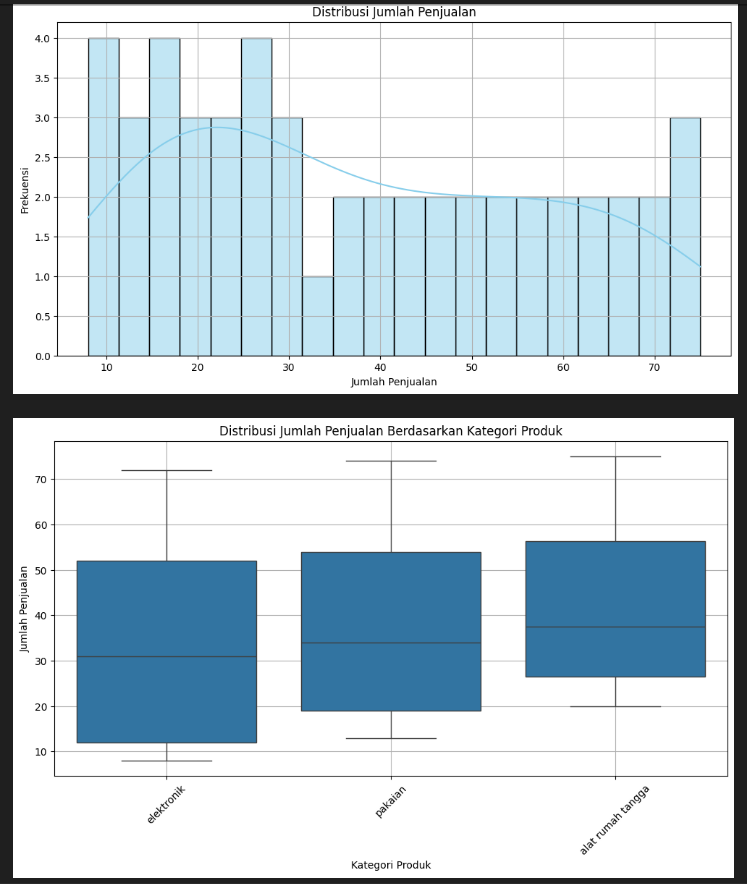 Distribusi Jumlah Penjualan
4.0
3.5
3.0
2.5
2.0
1.5
1.0
0.5
0.0
Frekuensi
10 20 30 40 50 60 70
Jumlah Penjualan
Distribusi Jumlah Penjualan Berdasarkan Kategori Produk
70
60
50
40
30
20
10
Jumlah Penjualan
elektronik
pakaian
alat rumah tangga
Kategori Produk